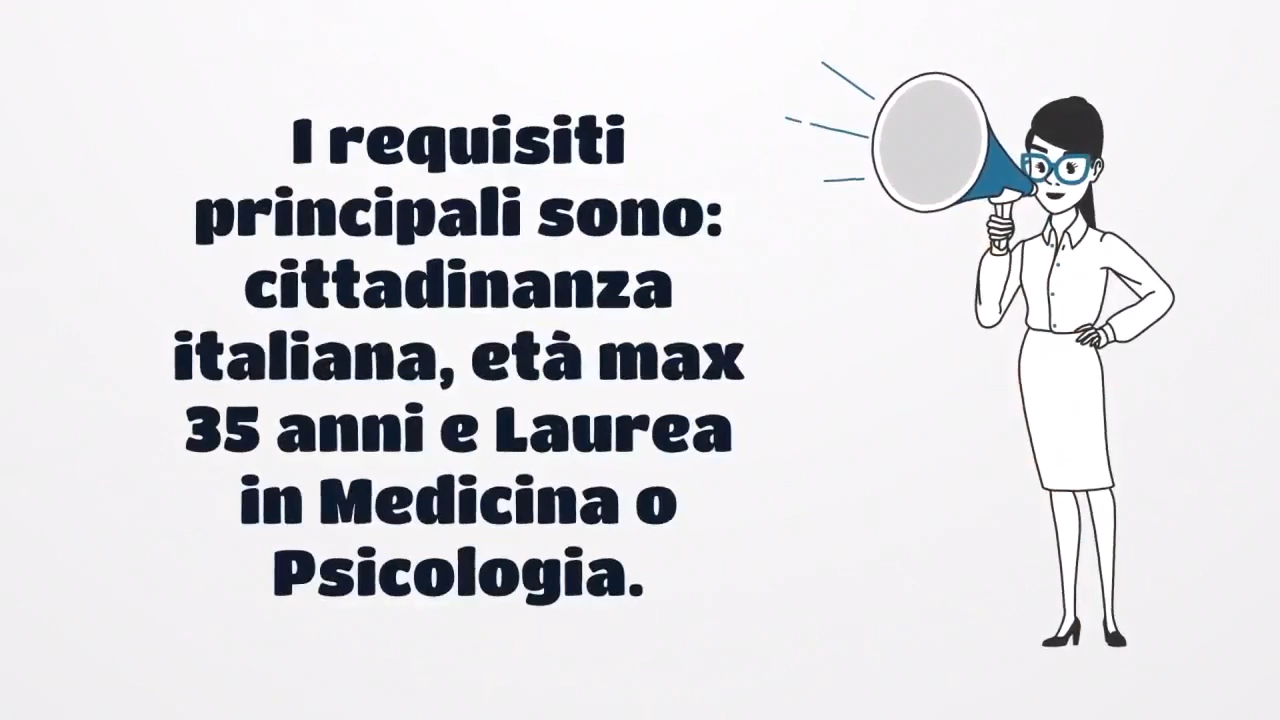 I requisiti
principali sono:
cittadinanza
italiana, età max
35 anni e Laurea
in Medicina o
Psicologia.